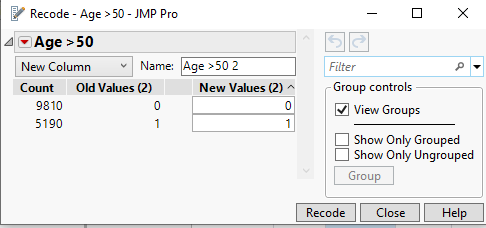 Recode - Age >50 - JMP Pro
Age >50
New Column Name: Age >50 2
Count Old Values (2) New Values (2)
9810 0 0
5190 1 1
Filter
Group controls
View Groups
Show Only Grouped
Show Only Ungrouped
Group
Recode Close Help